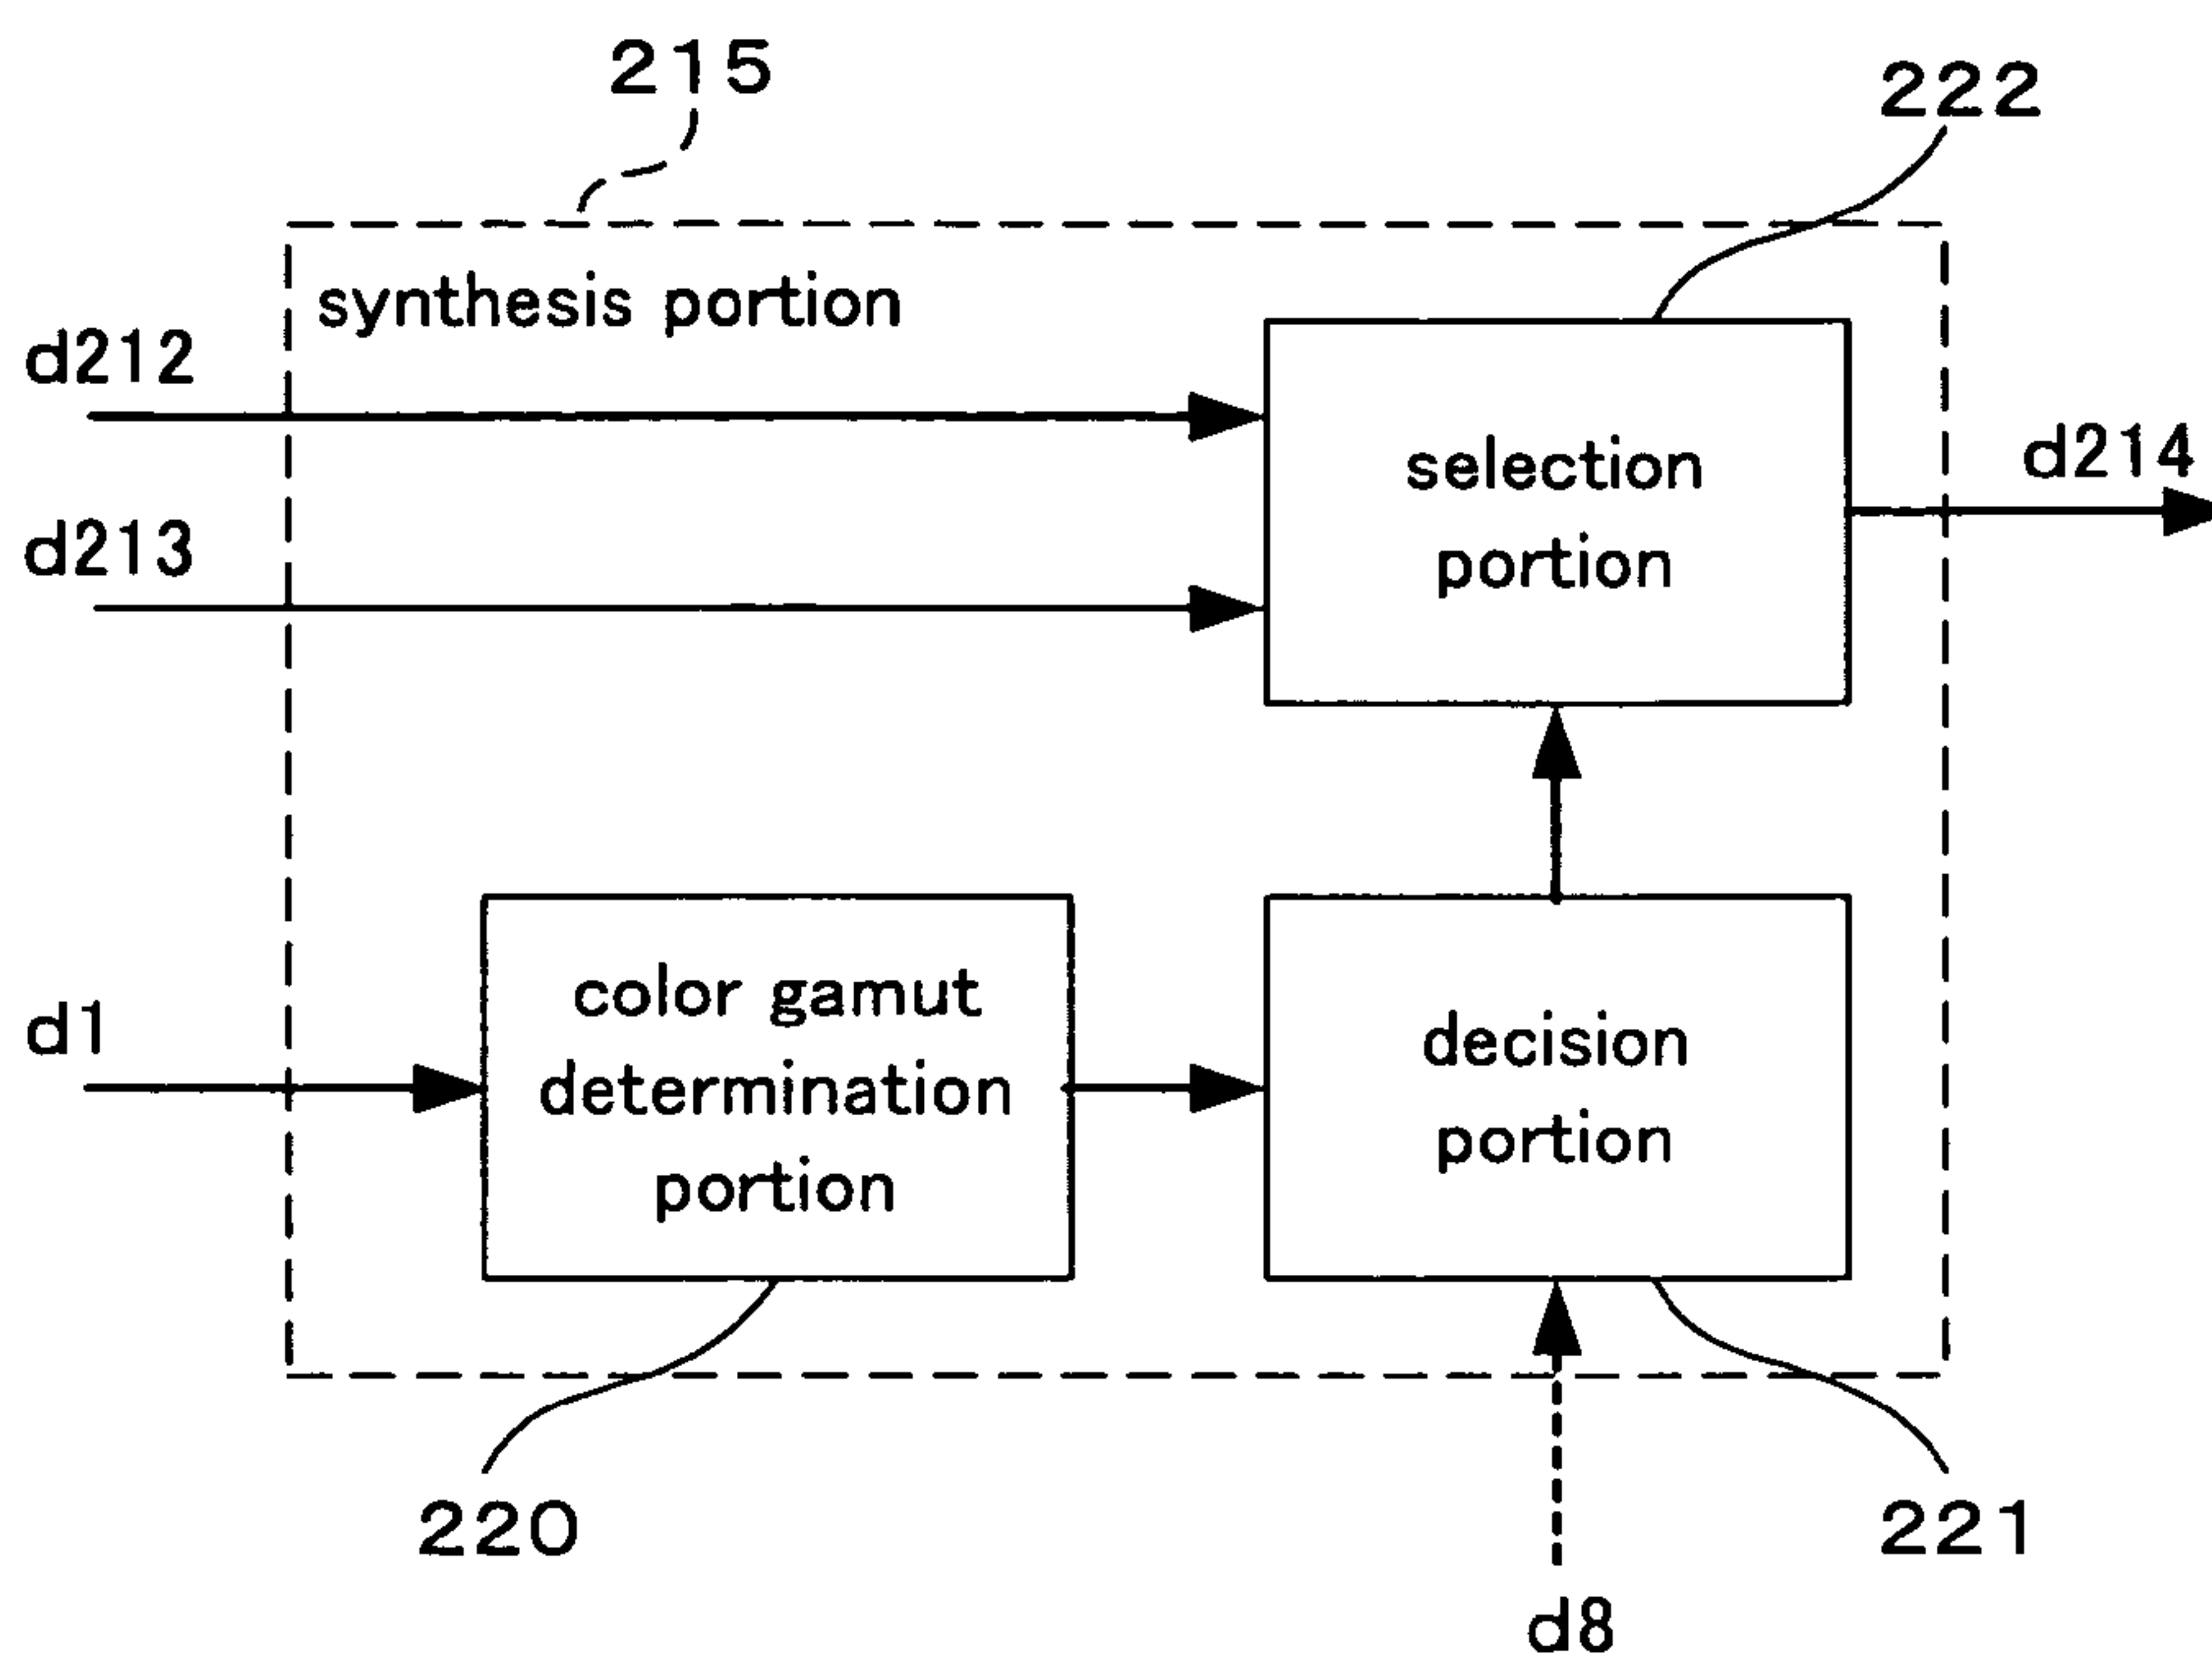 215
222
synthesis portion
d212
selection
portion
d214
d213
color gamut
determination
portion
decision
portion
d1
220
221
d8